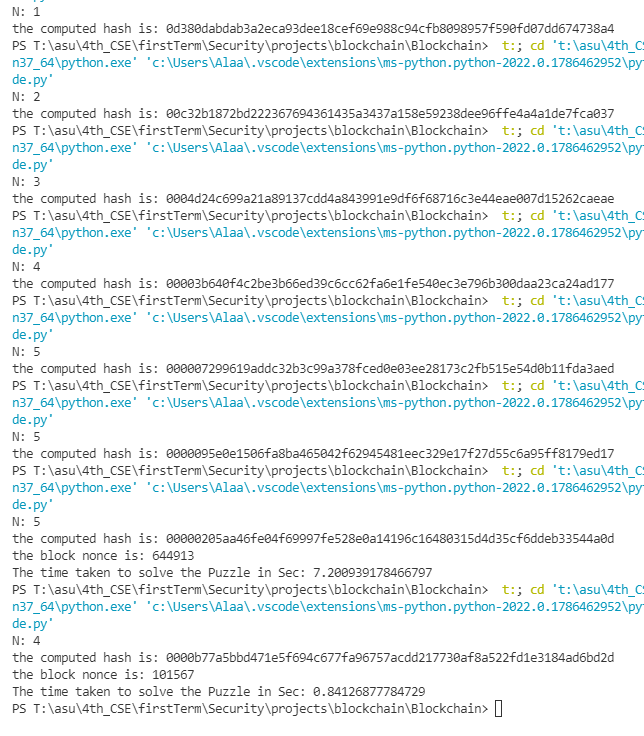 N: 1
the computed hash is: 0d380dabdab3a2eca93dee18cef69e988c94cfb8098957f590fd07dd674738a4
PS T:\asu\4th_CSE\firstTerm\Security\projects\blockchain\Blockchain>  t:; cd 't:\asu\4th_CS
n37_64\python.exe' 'c:\Users\Alaa\.vscode\extensions\ms-python.python-2022.0.1786462952\py
de.py'
N: 2
the computed hash is: 00c32b1872bd222367694361435a3437a158e59238dee96ffe4a4a1de7fca037
PS T:\asu\4th_CSE\firstTerm\Security\projects\blockchain\Blockchain>  t:; cd 't:\asu\4th_CS
n37_64\python.exe' 'c:\Users\Alaa\.vscode\extensions\ms-python.python-2022.0.1786462952\py
de.py'
N: 3
the computed hash is: 0004d24c699a21a89137cdd4a843991e9df6f68716c3e44eae007d15262caeae
PS T:\asu\4th_CSE\firstTerm\Security\projects\blockchain\Blockchain>  t:; cd 't:\asu\4th_CS
n37_64\python.exe' 'c:\Users\Alaa\.vscode\extensions\ms-python.python-2022.0.1786462952\py
de.py'
N: 4
the computed hash is: 00003b640f4c2be3b66ed39c6cc62fa6e1fe540ec3e796b300daa23ca24ad177
PS T:\asu\4th_CSE\firstTerm\Security\projects\blockchain\Blockchain>  t:; cd 't:\asu\4th_CS
n37_64\python.exe' 'c:\Users\Alaa\.vscode\extensions\ms-python.python-2022.0.1786462952\py
de.py'
N: 5
the computed hash is: 000007299619addc32b3c99a378fced0e03ee28173c2fb515e54d0b11fda3aed
PS T:\asu\4th_CSE\firstTerm\Security\projects\blockchain\Blockchain>  t:; cd 't:\asu\4th_CS
n37_64\python.exe' 'c:\Users\Alaa\.vscode\extensions\ms-python.python-2022.0.1786462952\py
de.py'
N: 5
the computed hash is: 0000095e0e1506fa8ba465042f62945481eec329e17f27d55c6a95ff8179ed17
PS T:\asu\4th_CSE\firstTerm\Security\projects\blockchain\Blockchain>  t:; cd 't:\asu\4th_CS
n37_64\python.exe' 'c:\Users\Alaa\.vscode\extensions\ms-python.python-2022.0.1786462952\py
de.py'
N: 5
the computed hash is: 00000205aa46fe04f69997fe528e0a14196c16480315d4d35cf6ddeb33544a0d
the block nonce is: 644913
The time taken to solve the Puzzle in Sec: 7.200939178466797
PS T:\asu\4th_CSE\firstTerm\Security\projects\blockchain\Blockchain>  t:; cd 't:\asu\4th_CS
n37_64\python.exe' 'c:\Users\Alaa\.vscode\extensions\ms-python.python-2022.0.1786462952\py
de.py'
N: 4
the computed hash is: 0000b77a5bbd471e5f694c677fa96757acdd217730af8a522fd1e3184ad6bd2d
the block nonce is: 101567
The time taken to solve the Puzzle in Sec: 0.84126877784729
PS T:\asu\4th_CSE\firstTerm\Security\projects\blockchain\Blockchain>